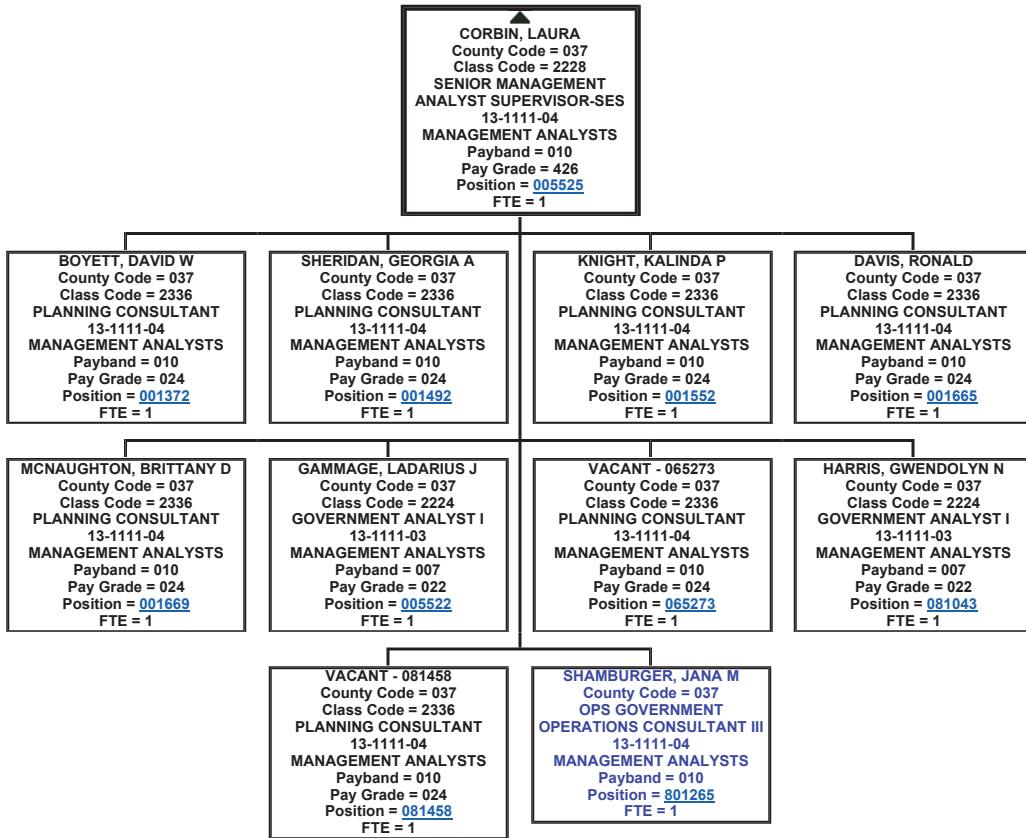 CORBIN, LAURA
County Code = 037
Class Code = 2228
SENIOR MANAGEMENT
ANALYST SUPERVISOR-SES
13-1111-04
MANAGEMENT ANALYSTS
Payband = 010
Pay Grade = 426
Position = 005525
FTE = 1
BOYETT, DAVID W
County Code = 037
Class Code = 2336
PLANNING CONSULTANT
13-1111-04
MANAGEMENT ANALYSTS
Payband = 010
Pay Grade = 024
Position = 001372
FTE = 1
SHERIDAN, GEORGIA A
County Code = 037
Class Code = 2336
PLANNING CONSULTANT
13-1111-04
MANAGEMENT ANALYSTS
Payband = 010
Pay Grade = 024
Position = 001492
FTE = 1
KNIGHT, KALINDA P
County Code = 037
Class Code = 2336
PLANNING CONSULTANT
13-1111-04
MANAGEMENT ANALYSTS
Payband = 010
Pay Grade = 024
Position = 001552
FTE = 1
DAVIS, RONALD
County Code = 037
Class Code = 2336
PLANNING CONSULTANT
13-1111-04
MANAGEMENT ANALYSTS
Payband = 010
Pay Grade = 024
Position = 001665
FTE = 1
MCNAUGHTON, BRITTANY D
County Code = 037
Class Code = 2336
PLANNING CONSULTANT
13-1111-04
MANAGEMENT ANALYSTS
Payband = 010
Pay Grade = 024
Position = 001669
FTE = 1
GAMMAGE, LADARIUS J
County Code = 037
Class Code = 2224
GOVERNMENT ANALYST I
13-1111-03
MANAGEMENT ANALYSTS
Payband = 007
Pay Grade = 022
Position = 005522
FTE = 1
VACANT - 065273
County Code = 037
Class Code = 2336
PLANNING CONSULTANT
13-1111-04
MANAGEMENT ANALYSTS
Payband = 010
Pay Grade = 024
Position = 065273
FTE = 1
HARRIS, GWENDOLYN N
County Code = 037
Class Code = 2224
GOVERNMENT ANALYST I
13-1111-03
MANAGEMENT ANALYSTS
Payband = 007
Pay Grade = 022
Position = 081043
FTE = 1
VACANT - 081458
County Code = 037
Class Code = 2336
PLANNING CONSULTANT
13-1111-04
MANAGEMENT ANALYSTS
Payband = 010
Pay Grade = 024
Position = 081458
FTE = 1
SHAMBURGER, JANA M
County Code = 037
OPS GOVERNMENT
OPERATIONS CONSULTANT III
13-1111-04
MANAGEMENT ANALYSTS
Payband = 010
Position = 801265
FTE = 1